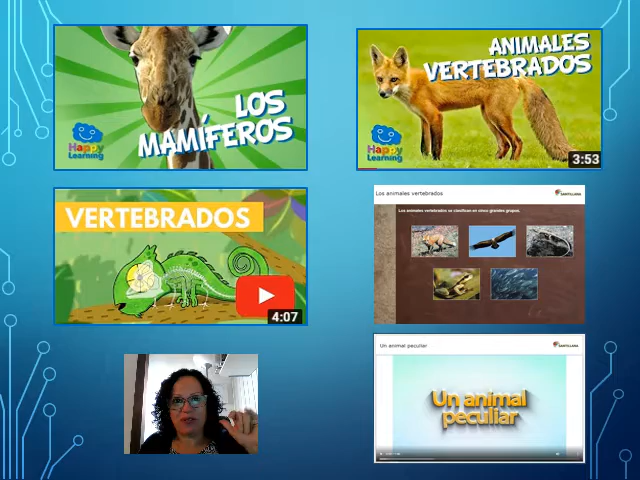 LOS
MAMÍFEROS
Happy
Learning
ANIMALES
VERTEBRADOS
Happy
Learning
3:53
VERTEBRADOS
4:07
Los animales vertebrados
SANTILLANA
Los animales vertebrados se clasifican en cinco grandes grupos.
Un animal peculiar
SANTILLANA
Un animal
peculiar